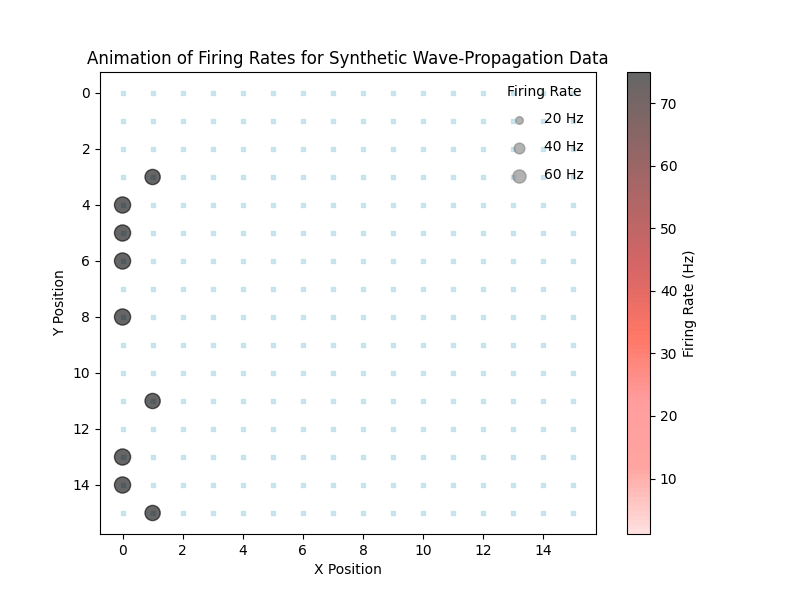 Animation of Firing Rates for Synthetic Wave-Propagation Data
Firing Rate
20 Hz
40 Hz
60 Hz
0
2
4
6
8
10
12
14
Y Position
0 2 4 6 8 10 12 14
X Position
70
60
50
40
30
20
10
Firing Rate (Hz)